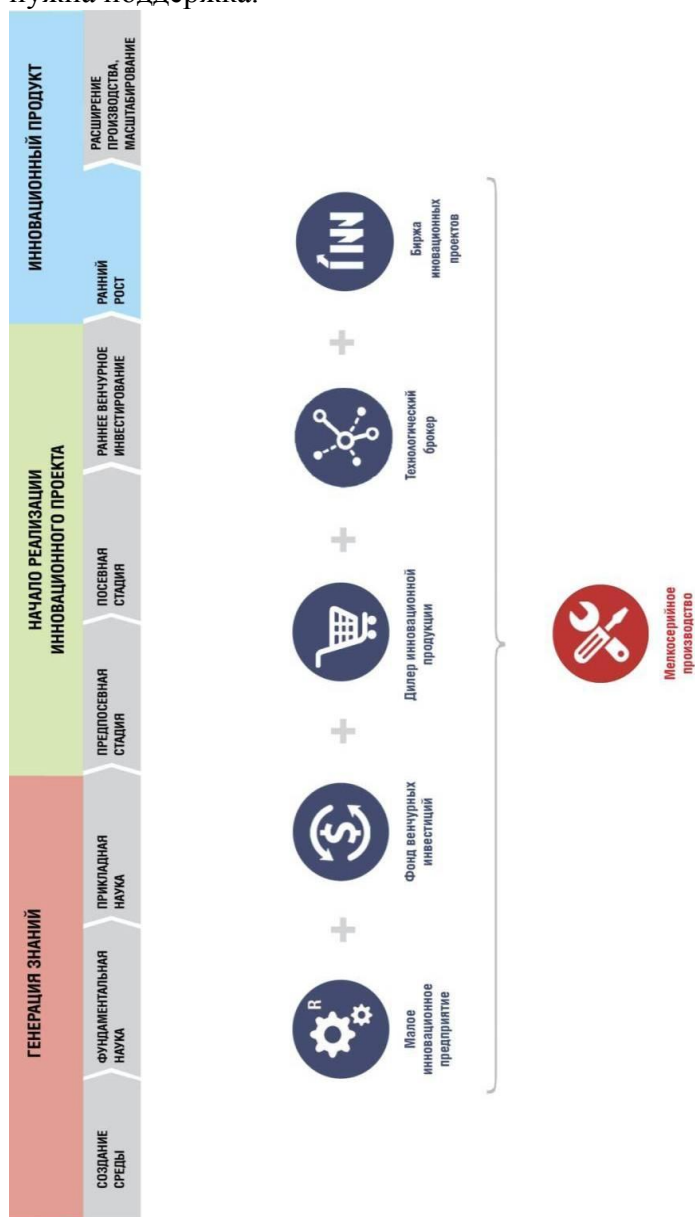 нужна поддержка.
ГЕНЕРАЦИЯ ЗНАНИЙ
НАЧАЛО РЕАЛИЗАЦИИ
ИННОВАЦИОННОГО ПРОЕКТА
ИННОВАЦИОННЫЙ ПРОДУКТ
СОЗДАНИЕ
СРЕДЫ
ФУНДАМЕНТАЛЬНАЯ
НАУКА
ПРИКЛАДНАЯ
НАУКА
ПРЕДПОСЕВНАЯ
СТАДИЯ
ПОСЕВНАЯ
СТАДИЯ
РАННЕЕ ВЕНЧУРНОЕ
ИНВЕСТИРОВАНИЕ
РАННИЙ
РОСТ
РАСШИРЕНИЕ
ПРОИЗВОДСТВА,
МАСШТАБИРОВАНИЕ
R
Малое
инновационное
предприятие
+
$
Фонд венчурных
инвестиций
+
Дилер инновационной
продукции
+
Технологический
брокер
+
INN
Биржа
иновационных
проектов
Мелкосерийное
производство